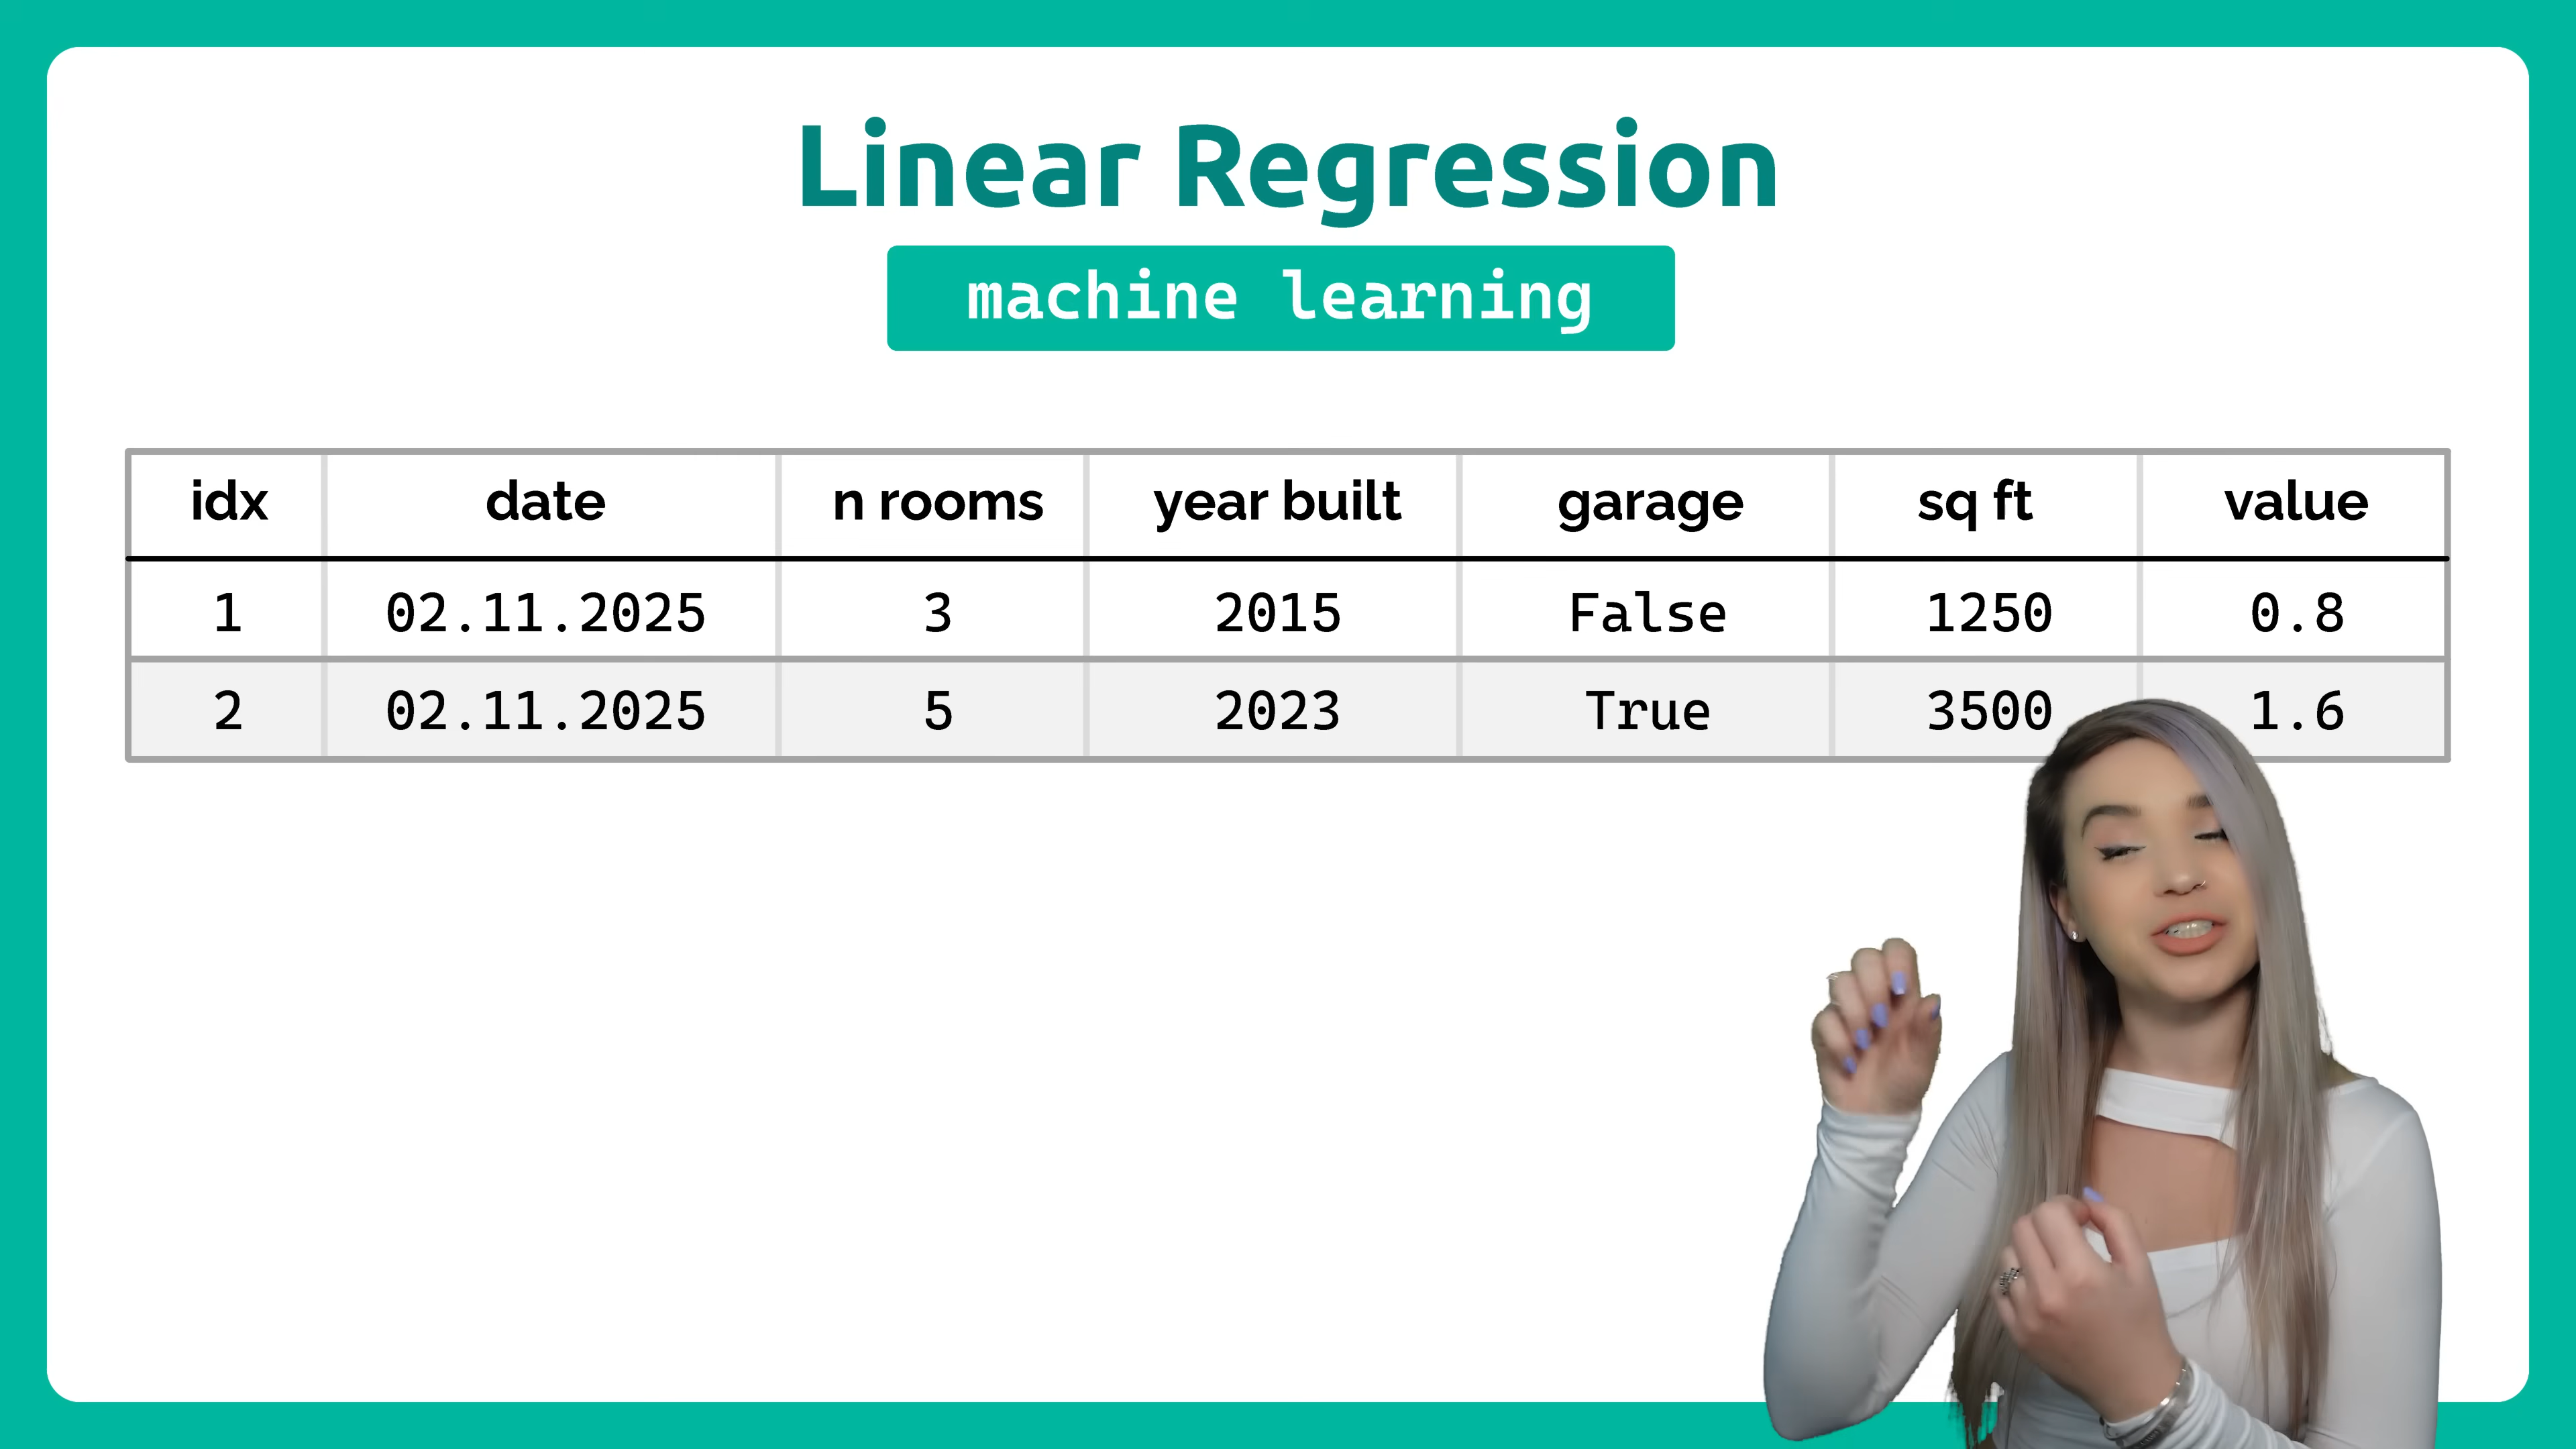 Linear Regression
machine learning
idx date n rooms year built garage sq ft value
1 02.11.2025 3 2015 False 1250 0.8
2 02.11.2025 5 2023 True 3500 1.6